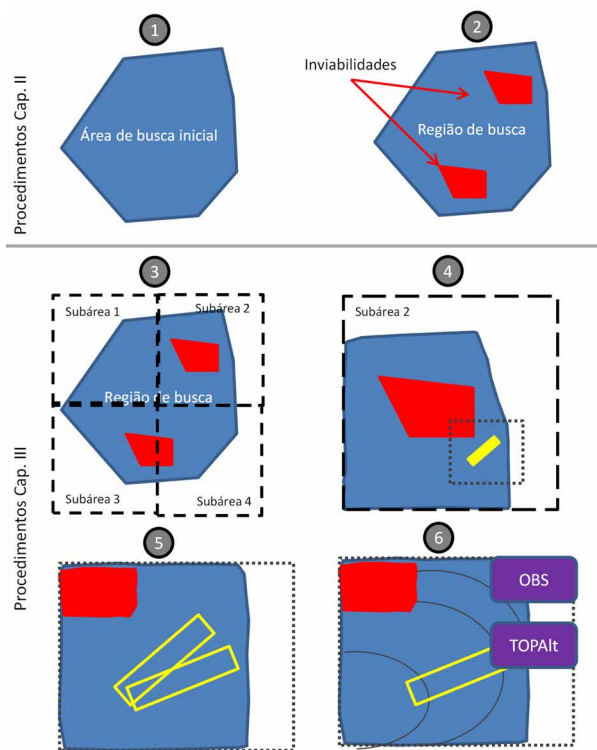 Procedimentos Cap. II
1
Área de busca inicial
2
Inviabilidades
Região de busca
Procedimentos Cap. III
3
Subárea 1
Subárea 2
Região de busca
Subárea 3
Subárea 4
4
Subárea 2
5
6
OBS
TOPAlt